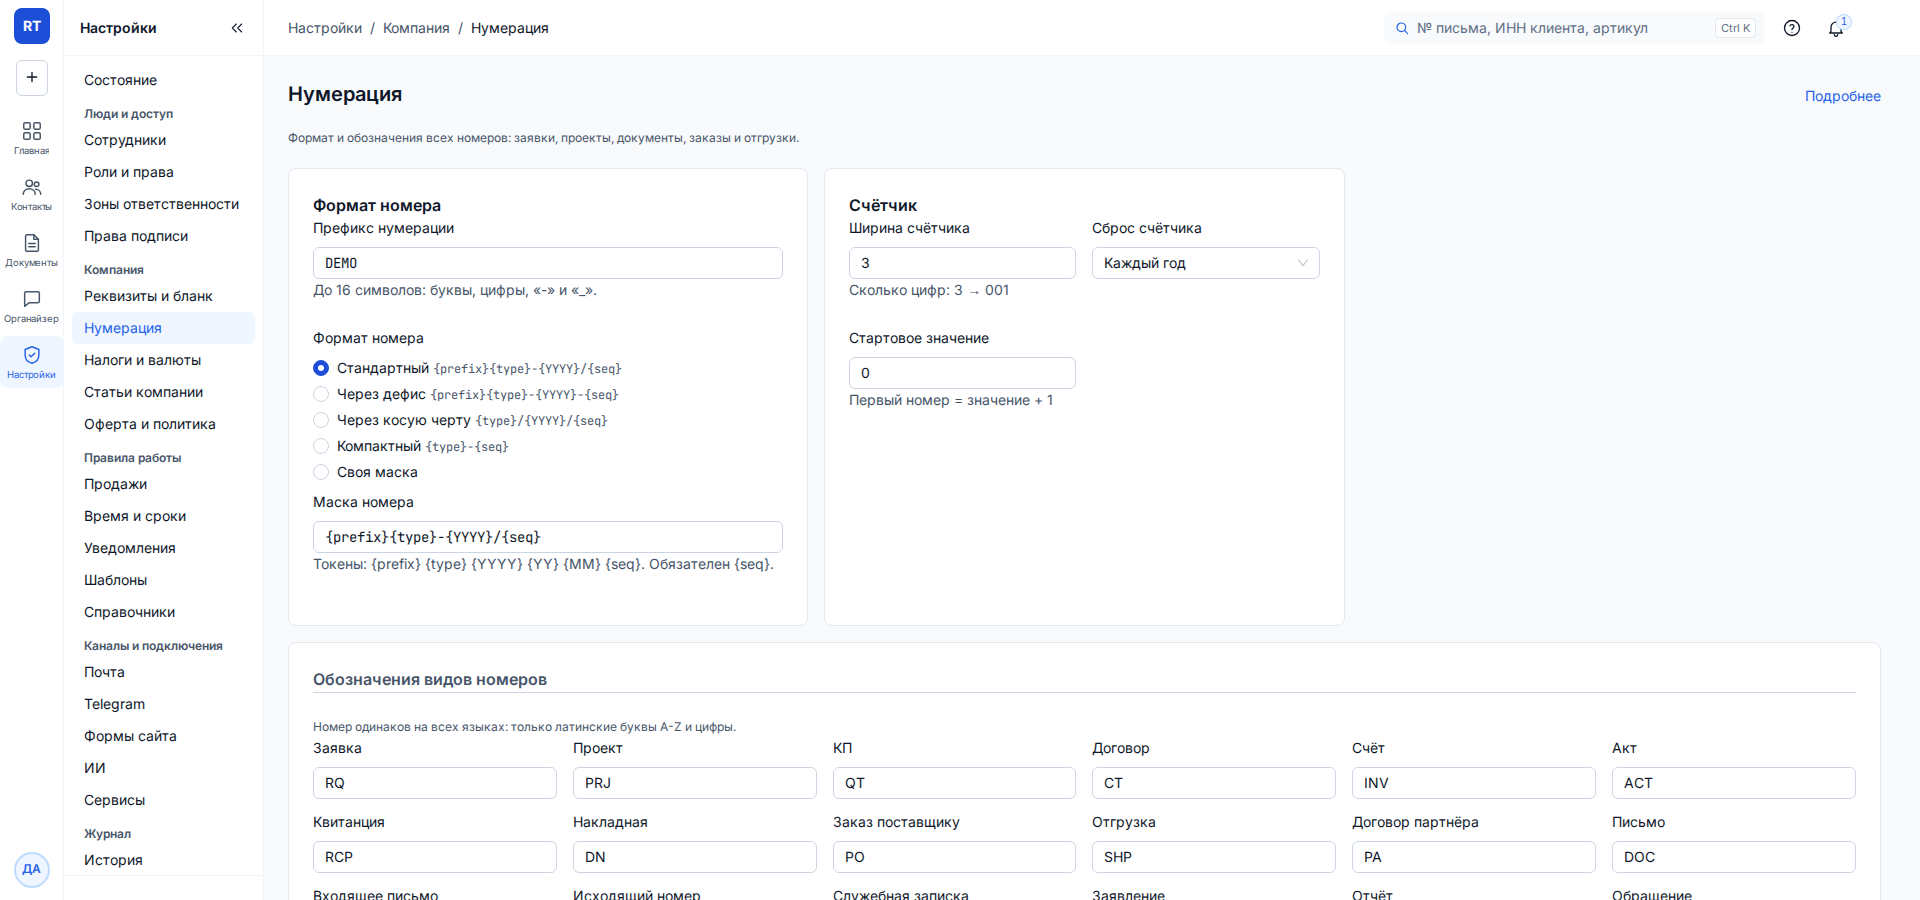 RT
Главная
Контакты
Документы
Органайзер
Настройки
ДА
Настройки
Состояние
Люди и доступ
Сотрудники
Роли и права
Зоны ответственности
Права подписи
Компания
Реквизиты и бланк
Нумерация
Налоги и валюты
Статьи компании
Оферта и политика
Правила работы
Продажи
Время и сроки
Уведомления
Шаблоны
Справочники
Каналы и подключения
Почта
Telegram
Формы сайта
ИИ
Сервисы
Журнал
История
Настройки / Компания / Нумерация
№ письма, ИНН клиента, артикул Ctrl K
1
Нумерация
Подробнее
Формат и обозначения всех номеров: заявки, проекты, документы, заказы и отгрузки.
Формат номера
Префикс нумерации
DEMO
До 16 символов: буквы, цифры, «-» и «_».
Формат номера
Стандартный {prefix}{type}-{YYYY}/{seq}
Через дефис {prefix}{type}-{YYYY}-{seq}
Через косую черту {type}/{YYYY}/{seq}
Компактный {type}-{seq}
Своя маска
Маска номера
{prefix}{type}-{YYYY}/{seq}
Токены: {prefix} {type} {YYYY} {YY} {MM} {seq}. Обязателен {seq}.
Счётчик
Ширина счётчика Сброс счётчика
3 Каждый год
Сколько цифр: 3 → 001
Стартовое значение
0
Первый номер = значение + 1
Обозначения видов номеров
Номер одинаков на всех языках: только латинские буквы A-Z и цифры.
Заявка Проект КП Договор Счёт Акт
RQ PRJ QT CT INV ACT
Квитанция Накладная Заказ поставщику Отгрузка Договор партнёра Письмо
RCP DN PO SHP PA DOC
Входящее письмо Исходящий номер Служебная записка Заявление Отчёт Обращение